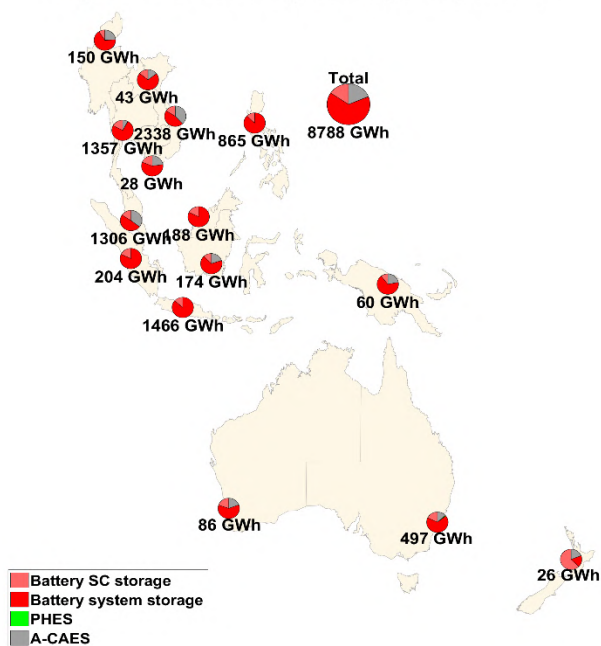 150 GWh
Total
43 GWh
2338 GWh
865 GWh
8788 GWh
1357 GWh
28 GWh
1306 GWh
188 GWh
204 GWh
174 GWh
60 GWh
1466 GWh
86 GWh
497 GWh
26 GWh
Battery SC storage
Battery system storage
PHES
A-CAES